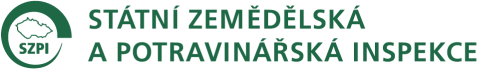 SZPI
STÁTNÍ ZEMĚDĚLSKÁ
A POTRAVINÁŘSKÁ INSPEKCE